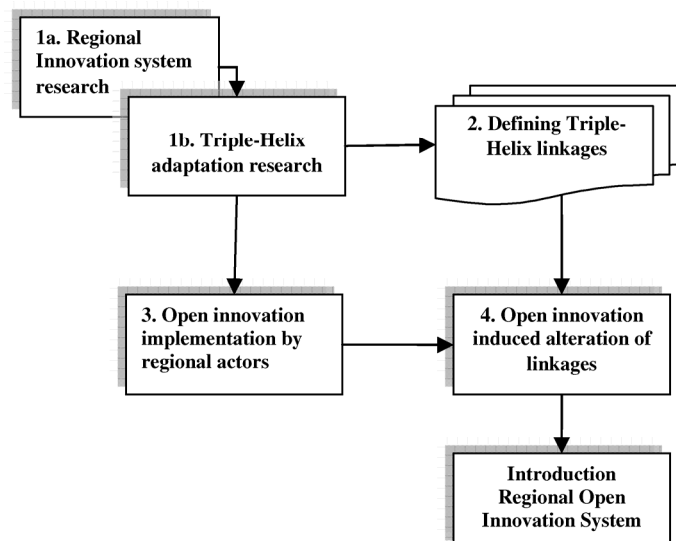 1a. Regional
Innovation system
research
1b. Triple-Helix
adaptation research
2. Defining Triple-
Helix linkages
3. Open innovation
implementation by
regional actors
4. Open innovation
induced alteration of
linkages
Introduction
Regional Open
Innovation System